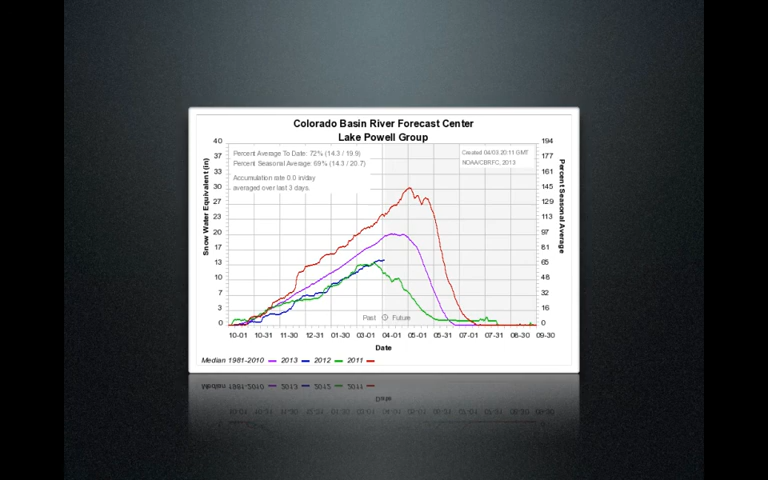 Colorado Basin River Forecast Center
Lake Powell Group
Percent Average To Date: 72% (14.3 / 19.9)
Percent Seasonal Average: 69% (14.3 / 20.7)
Accumulation rate 0.0 in/day
averaged over last 3 days.
Created 04/03 20:11 GMT
NOAA/CBRFC, 2013
Snow Water Equivalent (in)
40
37
33
30
27
23
20
17
13
10
7
3
0
Percent Seasonal Average
194
177
161
145
129
113
97
81
65
48
32
16
0
Past Future
10-01 10-31 11-30 12-31 01-30 03-01 04-01 05-01 06-01 07-01 07-31 08-30 09-30
Date
Median 1981-2010 2013 2012 2011